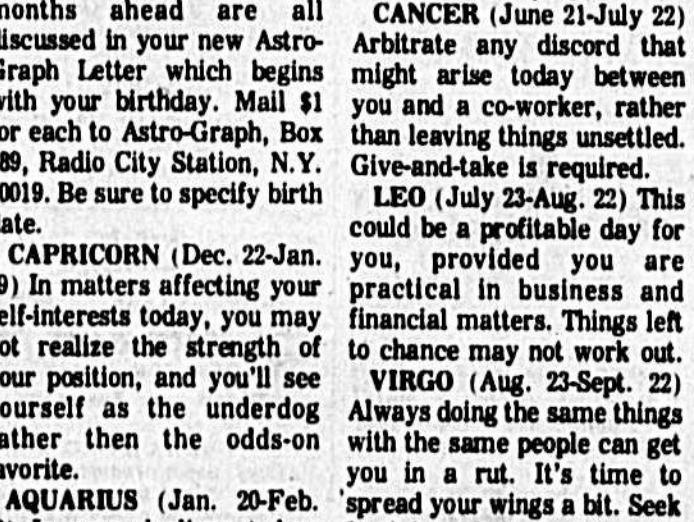 months ahead are all
discussed in your new Astro-
Graph Letter which begins
with your birthday. Mail $1
for each to Astro-Graph, Box
89, Radio City Station, N.Y.
0019. Be sure to specify birth
date.
CAPRICORN (Dec. 22-Jan.
9) In matters affecting your
self-interests today, you may
not realize the strength of
your position, and you'll see
yourself as the underdog
rather then the odds-on
favorite.
AQUARIUS (Jan. 20-Feb.
CANCER (June 21-July 22)
Arbitrate any discord that
might arise today between
you and a co-worker, rather
than leaving things unsettled.
Give-and-take is required.
LEO (July 23-Aug. 22) This
could be a profitable day for
you, provided you are
practical in business and
financial matters. Things left
to chance may not work out.
VIRGO (Aug. 23-Sept. 22)
Always doing the same things
with the same people can get
you in a rut. It's time to
spread your wings a bit. Seek